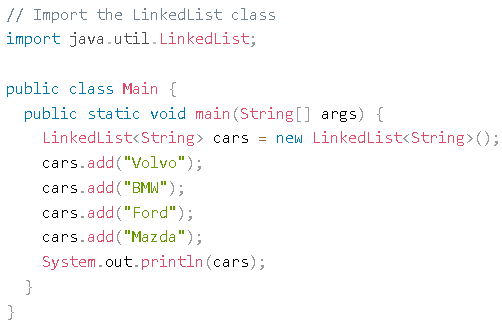 // Import the LinkedList class
import java.util.LinkedList;

public class Main {
  public static void main(String[] args) {
    LinkedList<String> cars = new LinkedList<String>();
    cars.add("Volvo");
    cars.add("BMW");
    cars.add("Ford");
    cars.add("Mazda");
    System.out.println(cars);
  }
}